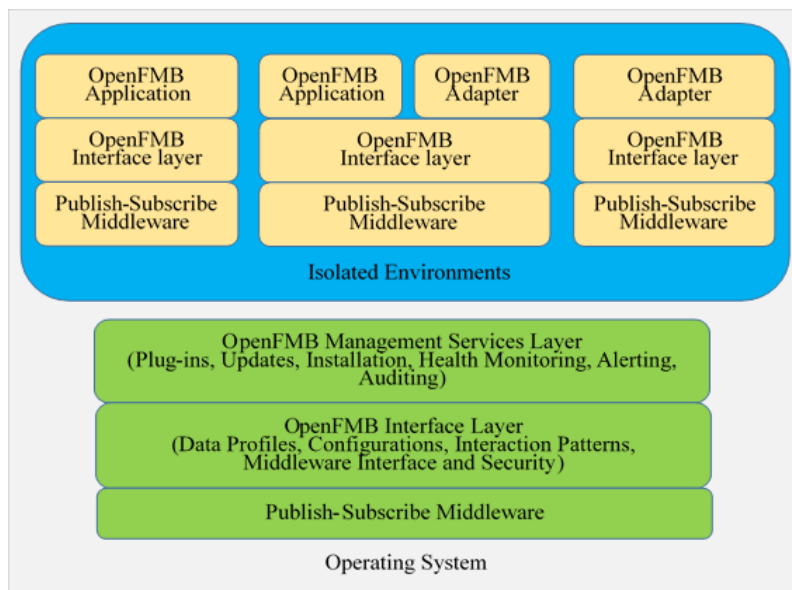 OpenFMB
Application
OpenFMB
Application
OpenFMB
Adapter
OpenFMB
Adapter
OpenFMB
Interface layer
OpenFMB
Interface layer
OpenFMB
Interface layer
Publish-Subscribe
Middleware
Publish-Subscribe
Middleware
Publish-Subscribe
Middleware
Isolated Environments
OpenFMB Management Services Layer
(Plug-ins, Updates, Installation, Health Monitoring, Alerting,
Auditing)
OpenFMB Interface Layer
(Data Profiles, Configurations, Interaction Patterns,
Middleware Interface and Security)
Publish-Subscribe Middleware
Operating System